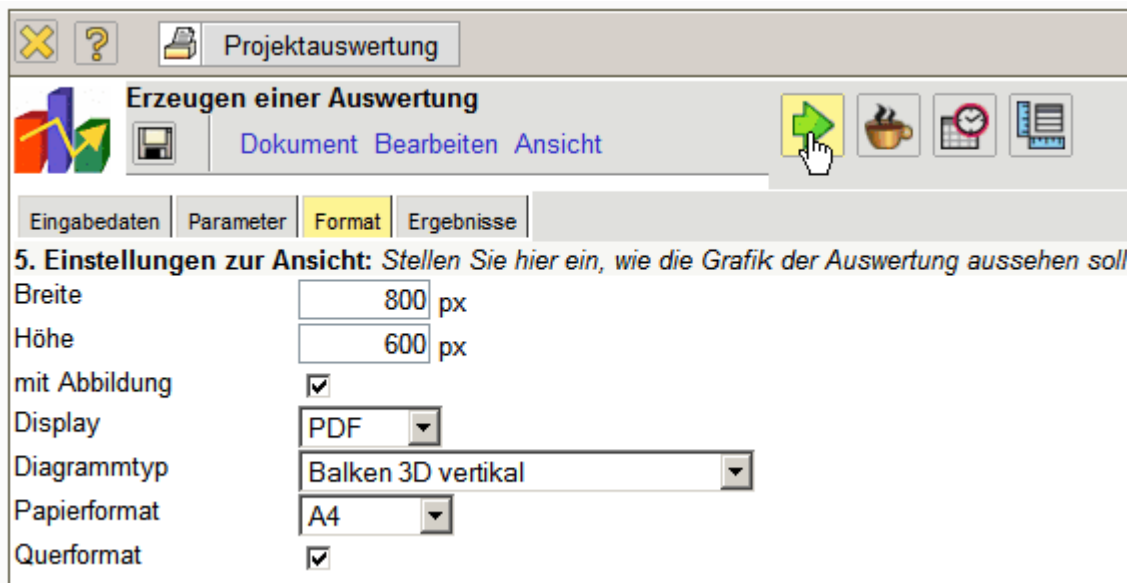 Projektauswertung
Erzeugen einer Auswertung
Dokument Bearbeiten Ansicht
Eingabedaten Parameter Format Ergebnisse
5. Einstellungen zur Ansicht: Stellen Sie hier ein, wie die Grafik der Auswertung aussehen soll
Breite 800 px
Höhe 600 px
mit Abbildung
Display PDF
Diagrammtyp Balken 3D vertikal
Papierformat A4
Querformat